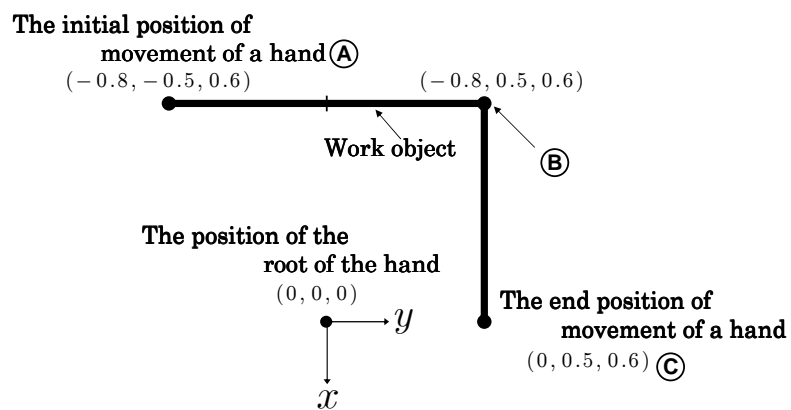 The initial position of
movement of a hand Ⓐ
(−0.8, −0.5, 0.6)
(−0.8, 0.5, 0.6)
Work object
Ⓑ
The position of the
root of the hand
(0, 0, 0)
y
x
The end position of
movement of a hand
(0, 0.5, 0.6) Ⓒ